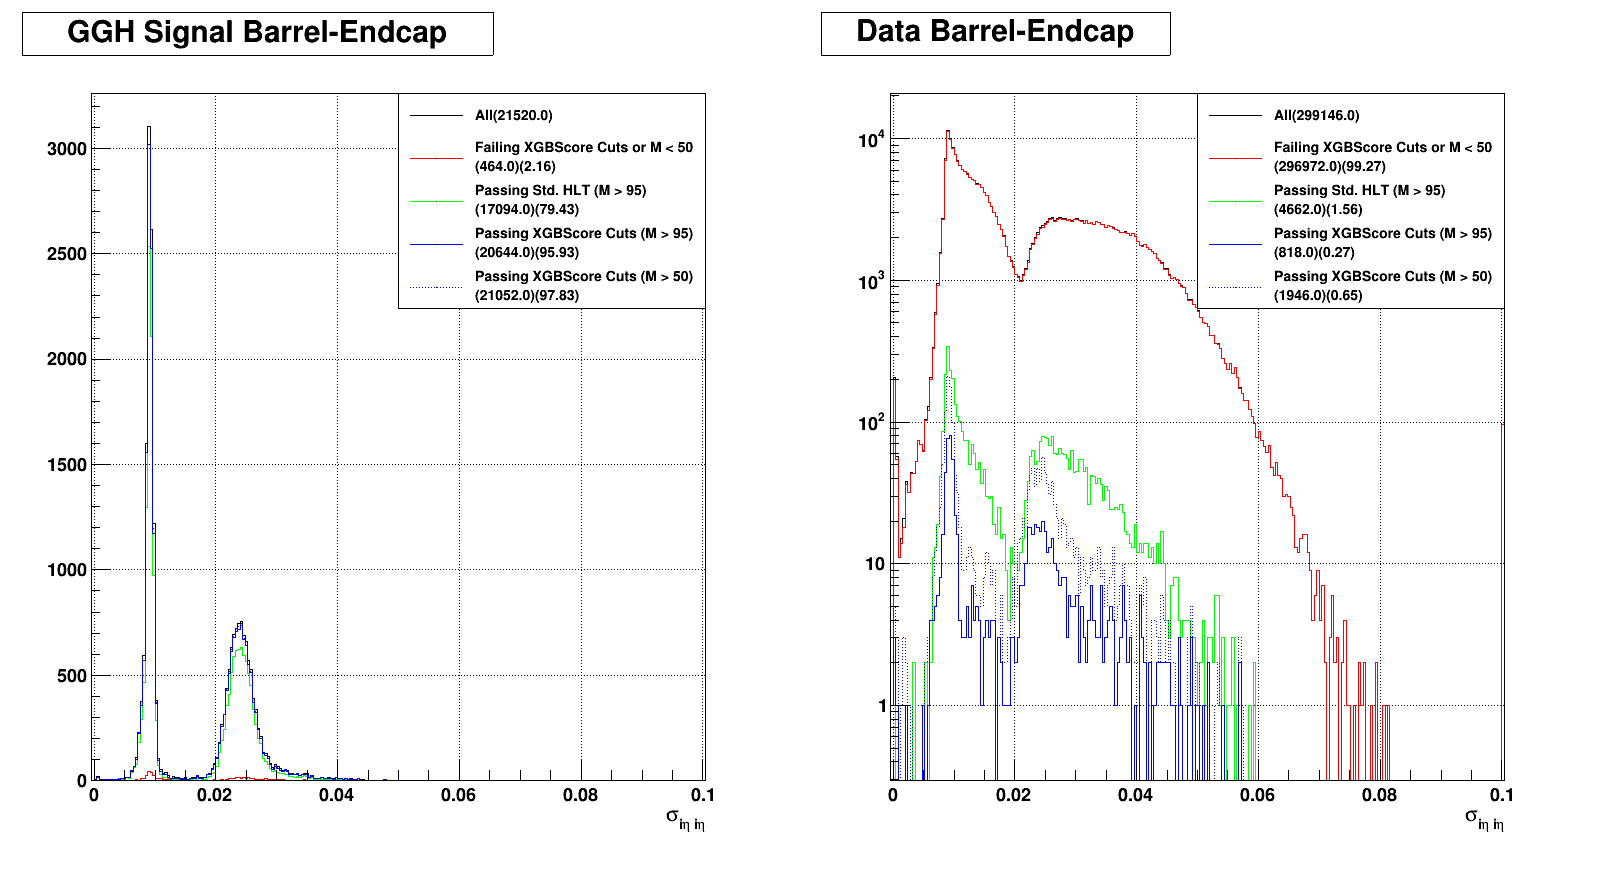 GGH Signal Barrel-Endcap
All(21520.0)
Failing XGBScore Cuts or M < 50
(464.0)(2.16)
Passing Std. HLT (M > 95)
(17094.0)(79.43)
Passing XGBScore Cuts (M > 95)
(20644.0)(95.93)
Passing XGBScore Cuts (M > 50)
(21052.0)(97.83)
3000
2500
2000
1500
1000
500
0
0 0.02 0.04 0.06 0.08 0.1
σiη iη
Data Barrel-Endcap
All(299146.0)
Failing XGBScore Cuts or M < 50
(296972.0)(99.27)
Passing Std. HLT (M > 95)
(4662.0)(1.56)
Passing XGBScore Cuts (M > 95)
(818.0)(0.27)
Passing XGBScore Cuts (M > 50)
(1946.0)(0.65)
10⁴
10³
10²
10
1
0 0.02 0.04 0.06 0.08 0.1
σiη iη